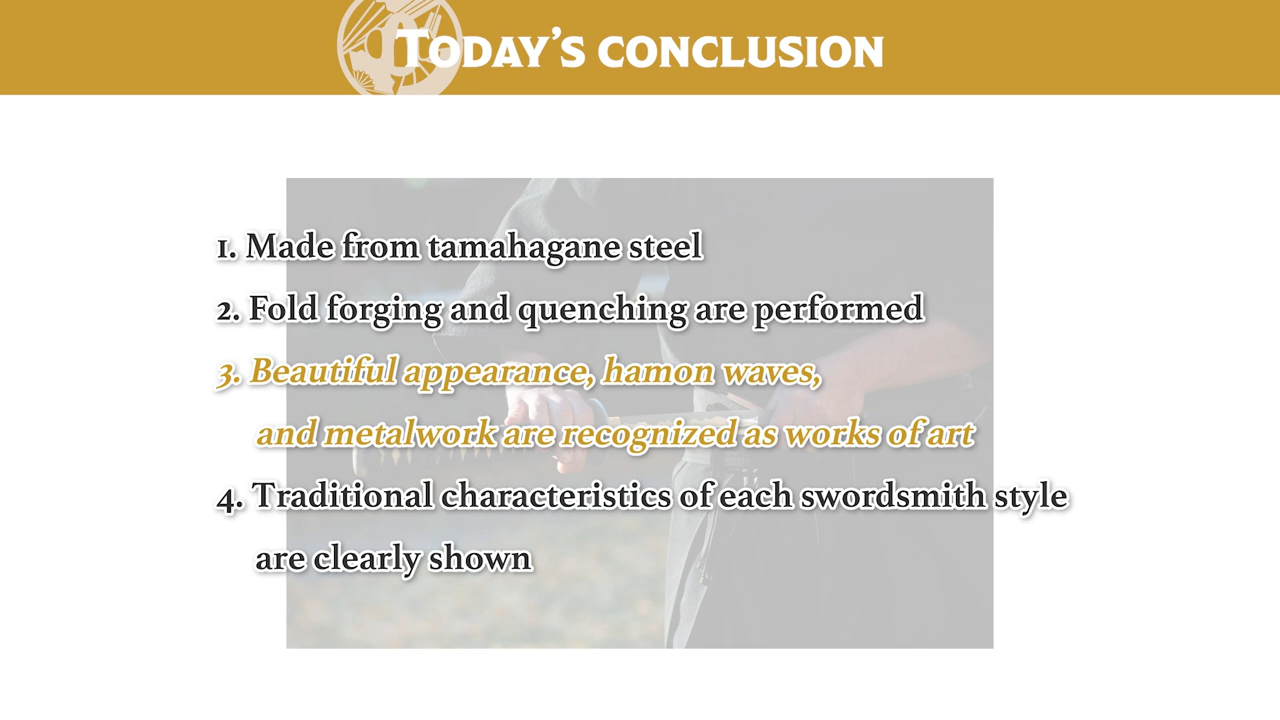 Today's conclusion
1. Made from tamahagane steel
2. Fold forging and quenching are performed
3. Beautiful appearance, hamon waves,
and metalwork are recognized as works of art
4. Traditional characteristics of each swordsmith style
are clearly shown